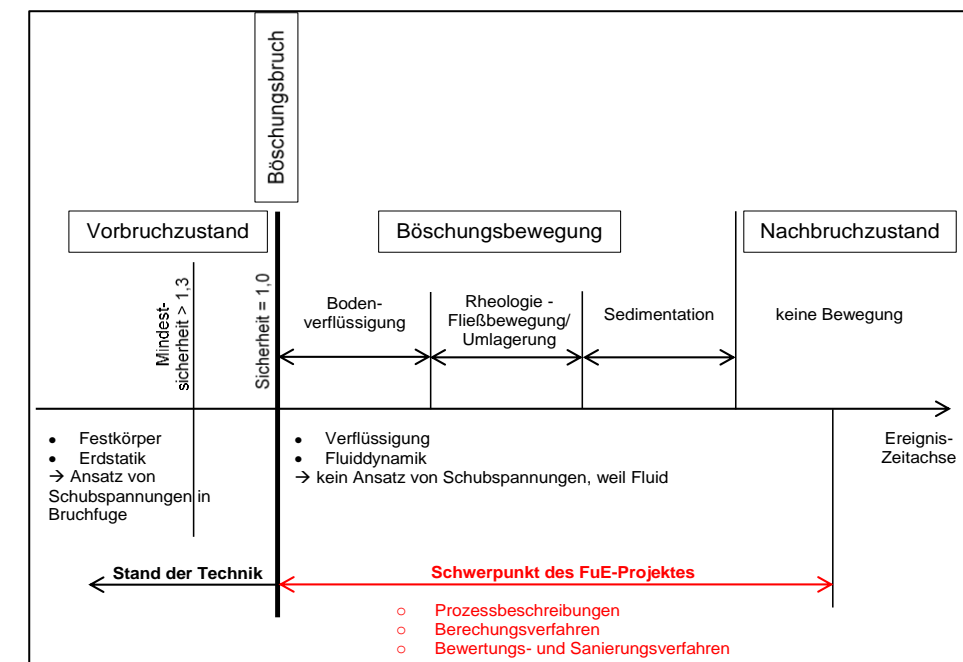 Böschungsbruch
Vorbruchzustand
Böschungsbewegung
Nachbruchzustand
Mindest-
sicherheit > 1,3
Sicherheit = 1,0
Boden-
verflüssigung
Rheologie -
Fließbewegung/
Umlagerung
Sedimentation
keine Bewegung
• Festkörper
• Erdstatik
→ Ansatz von
Schubspannungen in
Bruchfuge
• Verflüssigung
• Fluiddynamik
→ kein Ansatz von Schubspannungen, weil Fluid
Ereignis-
Zeitachse
Stand der Technik
Schwerpunkt des FuE-Projektes
○ Prozessbeschreibungen
○ Berechungsverfahren
○ Bewertungs- und Sanierungsverfahren